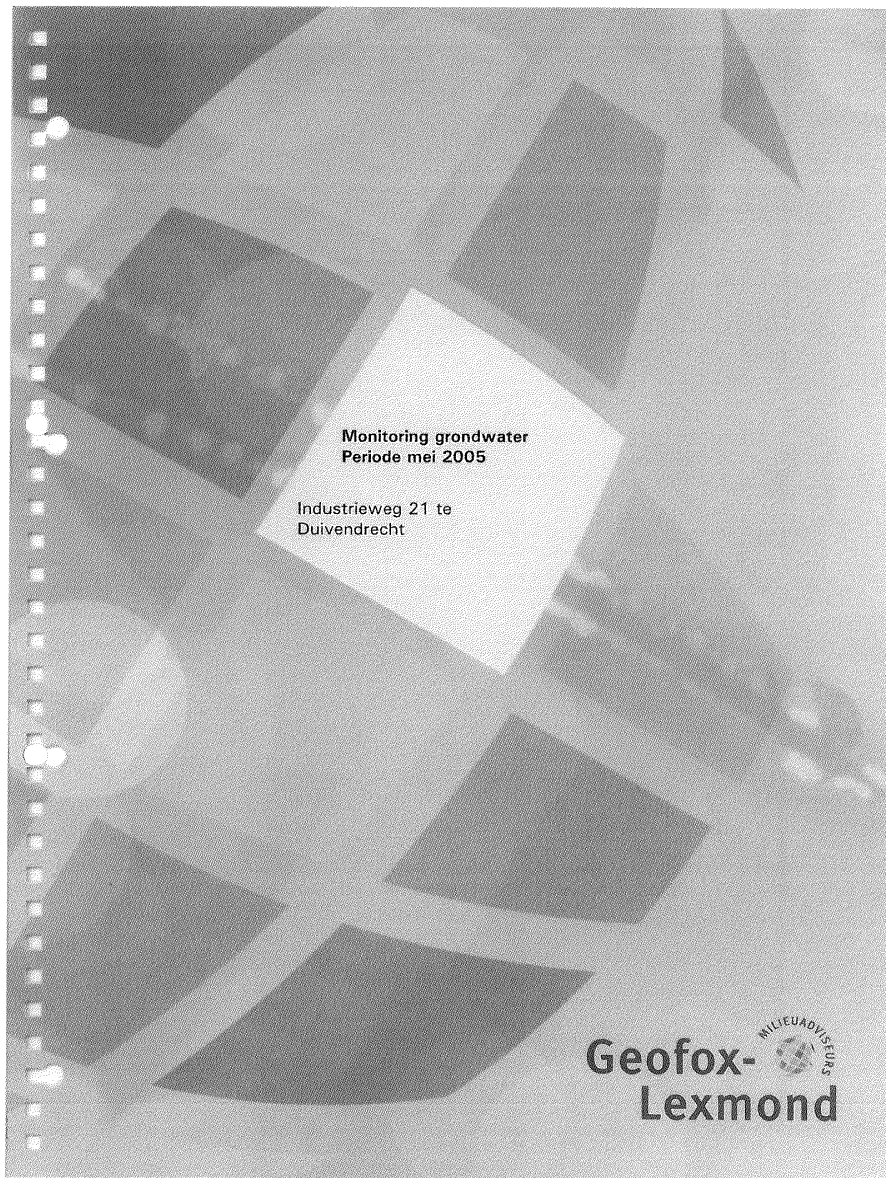 Monitoring grondwater
Periode mei 2005
Industrieweg 21 te
Duivendrecht
MILIEUADVISEURS
Geofox-
Lexmond